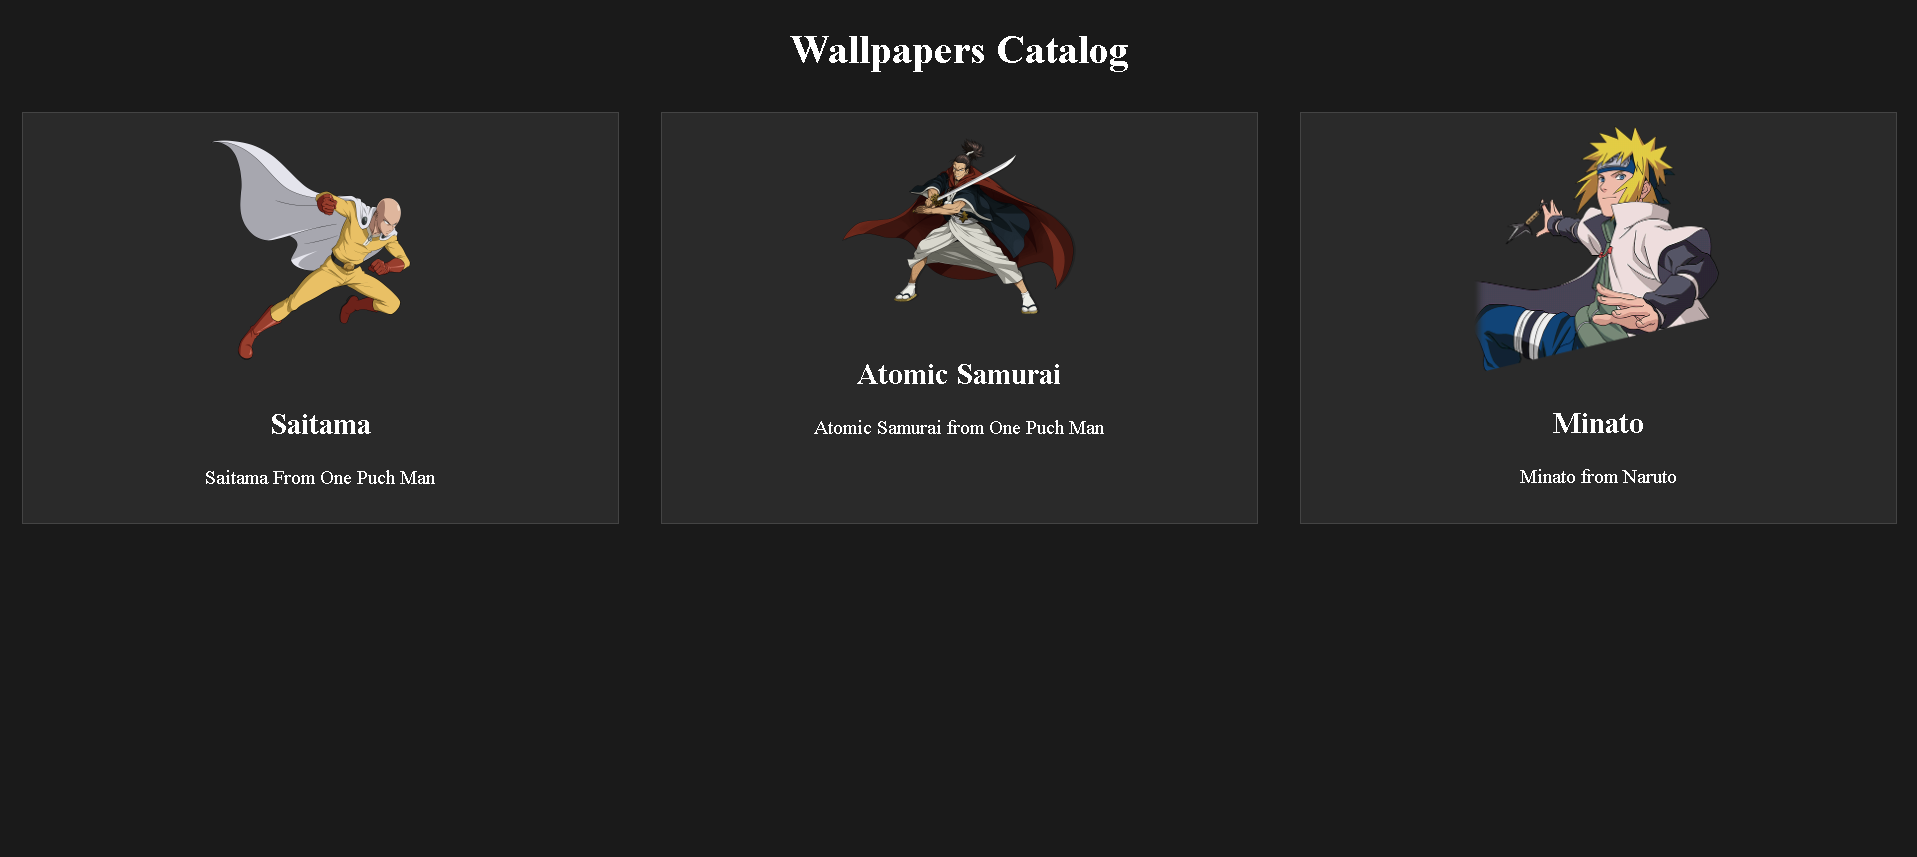 Wallpapers Catalog
Saitama
Saitama From One Puch Man
Atomic Samurai
Atomic Samurai from One Puch Man
Minato
Minato from Naruto